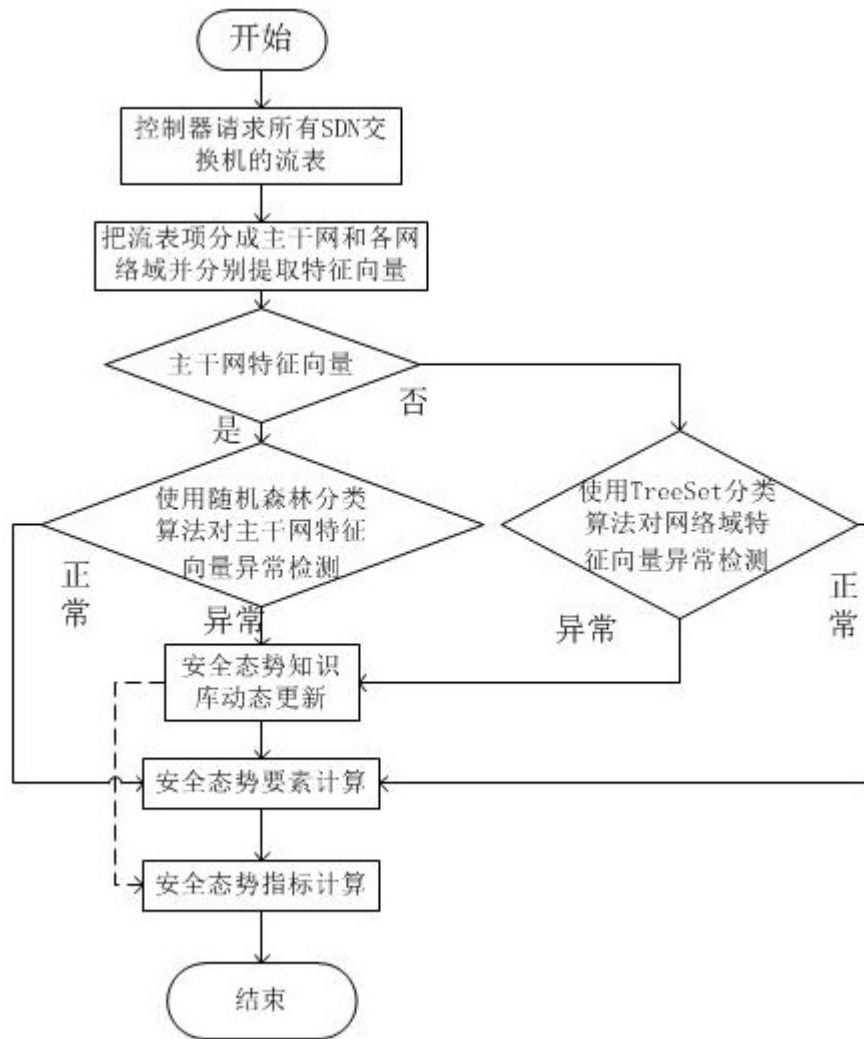 开始
控制器请求所有SDN交
换机的流表
把流表项分成主干网和各网
络域并分别提取特征向量
主干网特征向量
否
是
使用随机森林分类
算法对主干网特征
向量异常检测
使用TreeSet分类
算法对网络域特
征向量异常检测
正
常
正
常
异常
异常
安全态势知识
库动态更新
安全态势要素计算
安全态势指标计算
结束